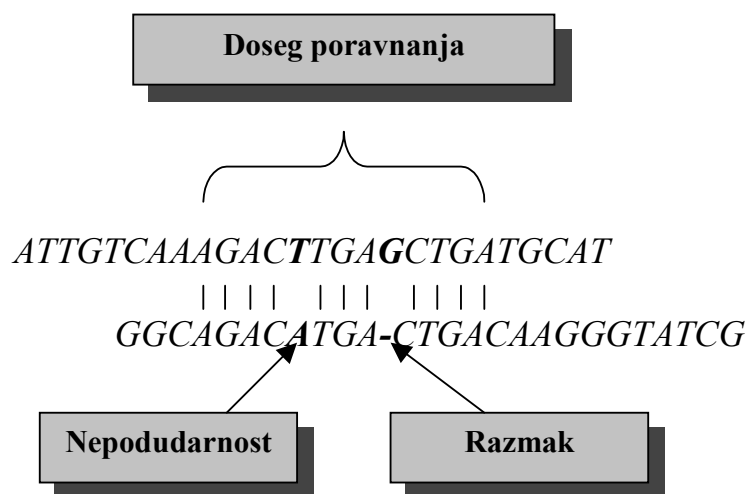 Doseg poravnanja
ATTGTCAAAGACTTGAGCTGATGCAT
| | | | | | | | | | |
GGCAGACATGA-CTGACAAGGGTATCG
Nepodudarnost Razmak